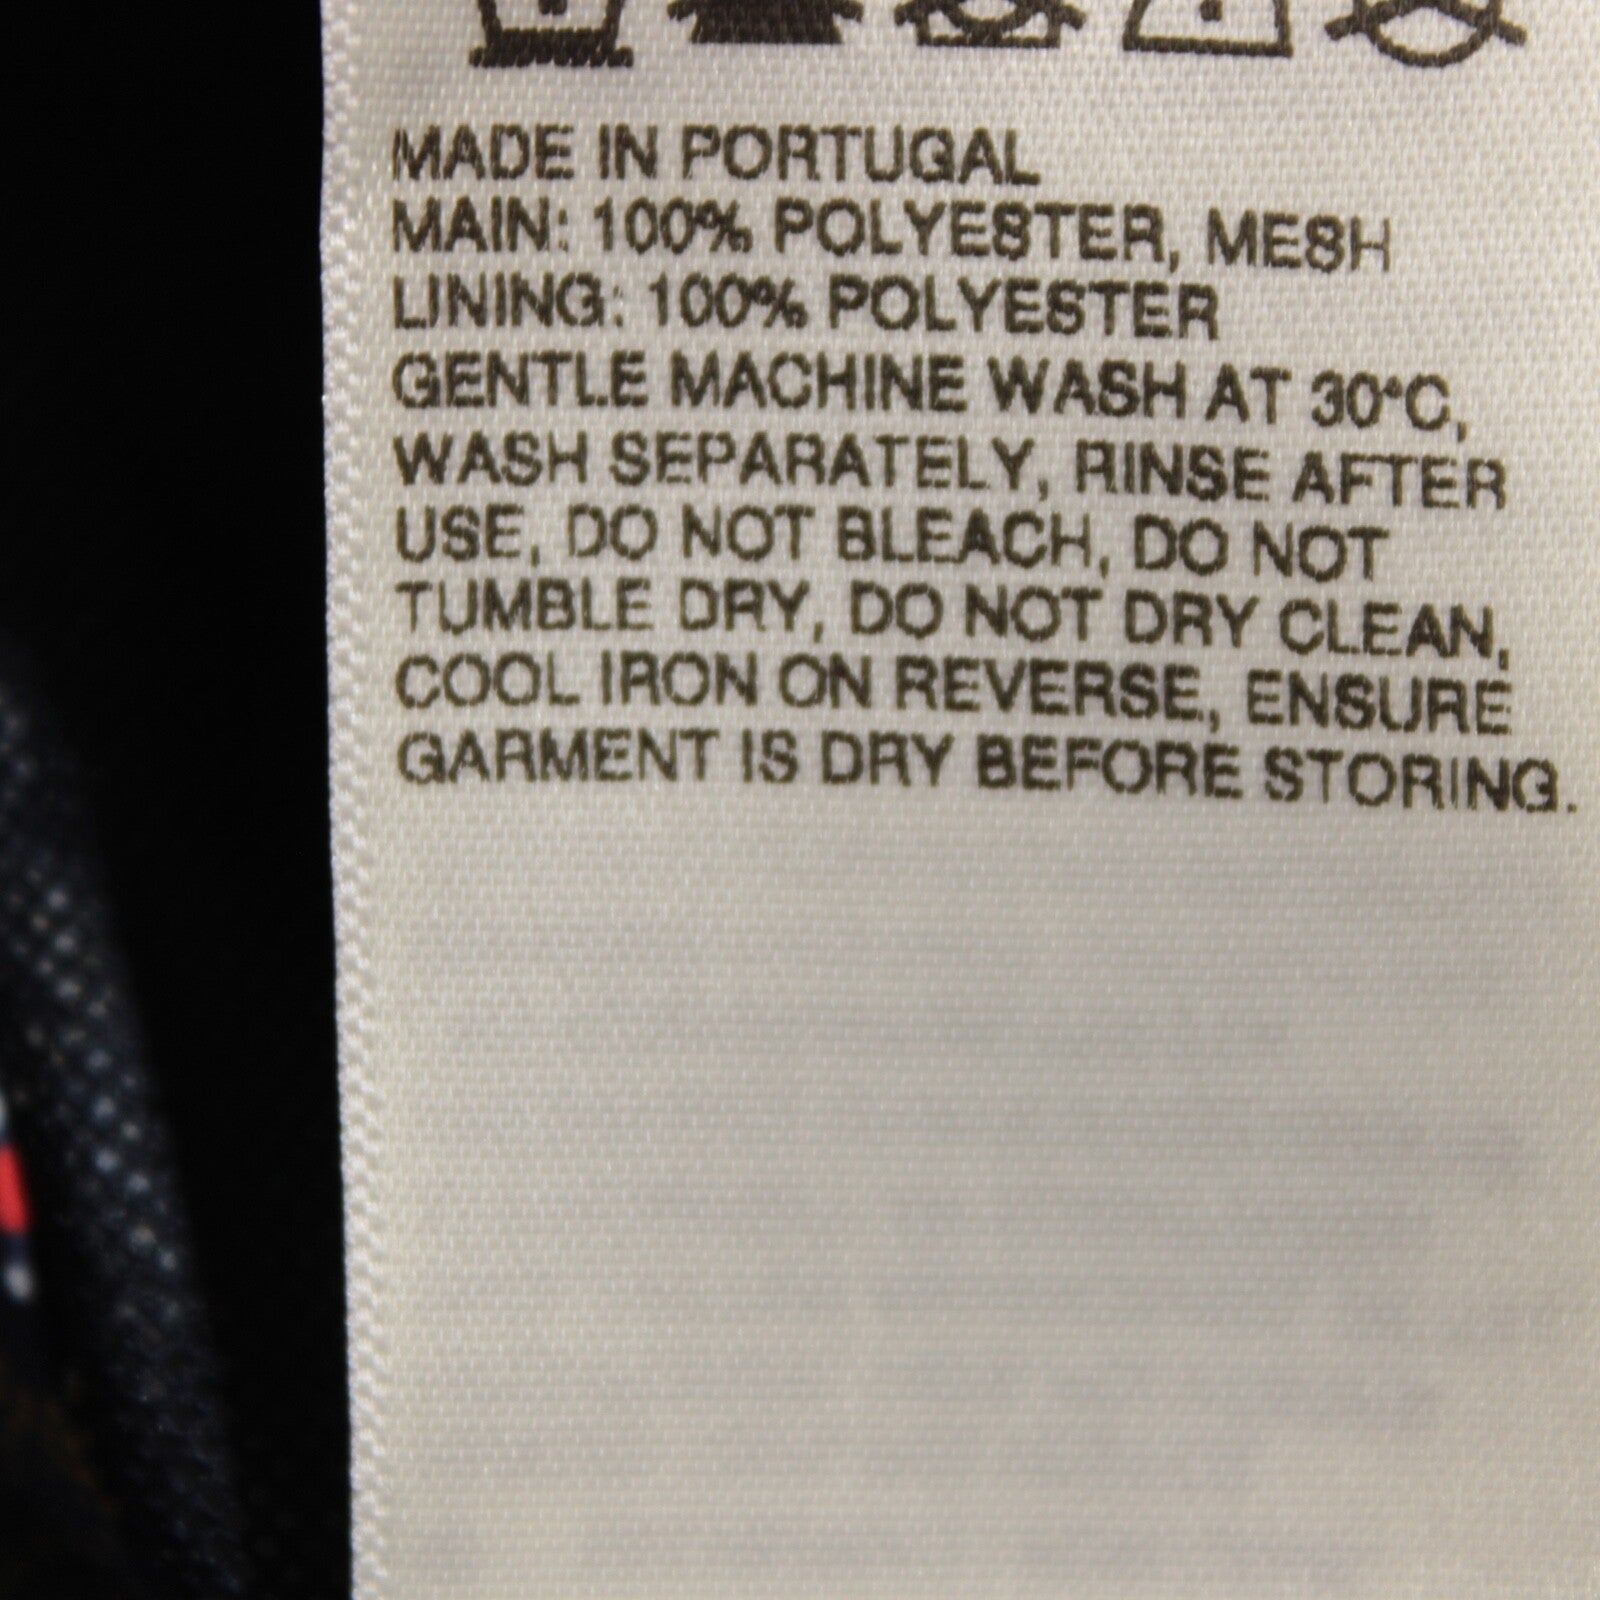 MADE IN PORTUGAL
MAIN: 100% POLYESTER, MESH
LINING: 100% POLYESTER
GENTLE MACHINE WASH AT 30°C,
WASH SEPARATELY, RINSE AFTER
USE, DO NOT BLEACH, DO NOT
TUMBLE DRY, DO NOT DRY CLEAN,
COOL IRON ON REVERSE, ENSURE
GARMENT IS DRY BEFORE STORING.